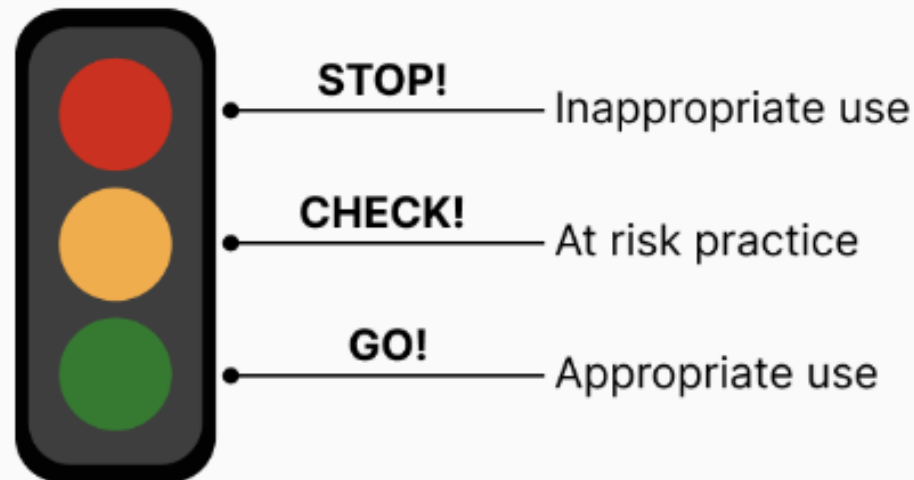 STOP!
Inappropriate use
CHECK!
At risk practice
GO!
Appropriate use